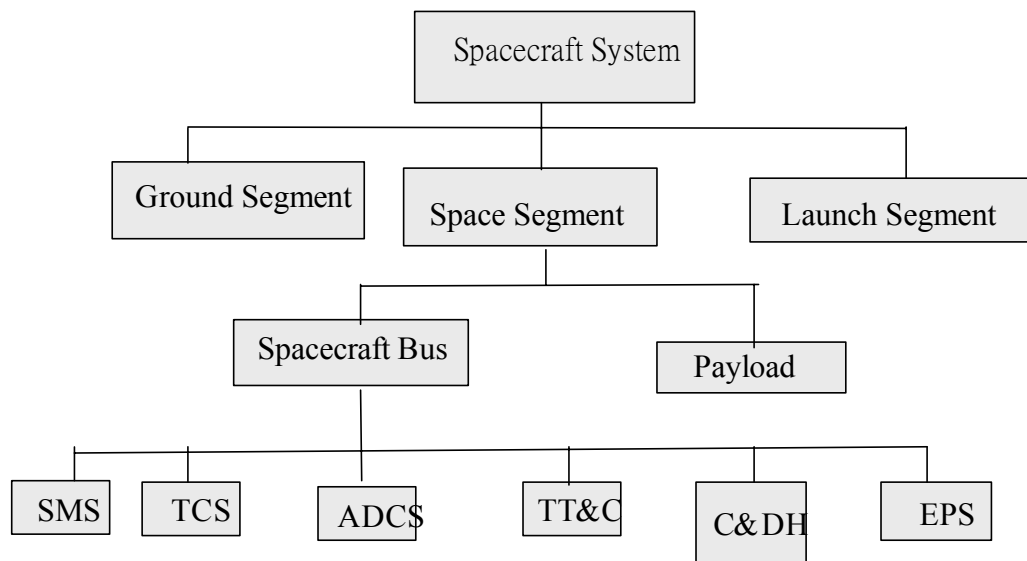 Spacecraft System
Ground Segment
Space Segment
Launch Segment
Spacecraft Bus
Payload
SMS
TCS
ADCS
TT&C
C&DH
EPS